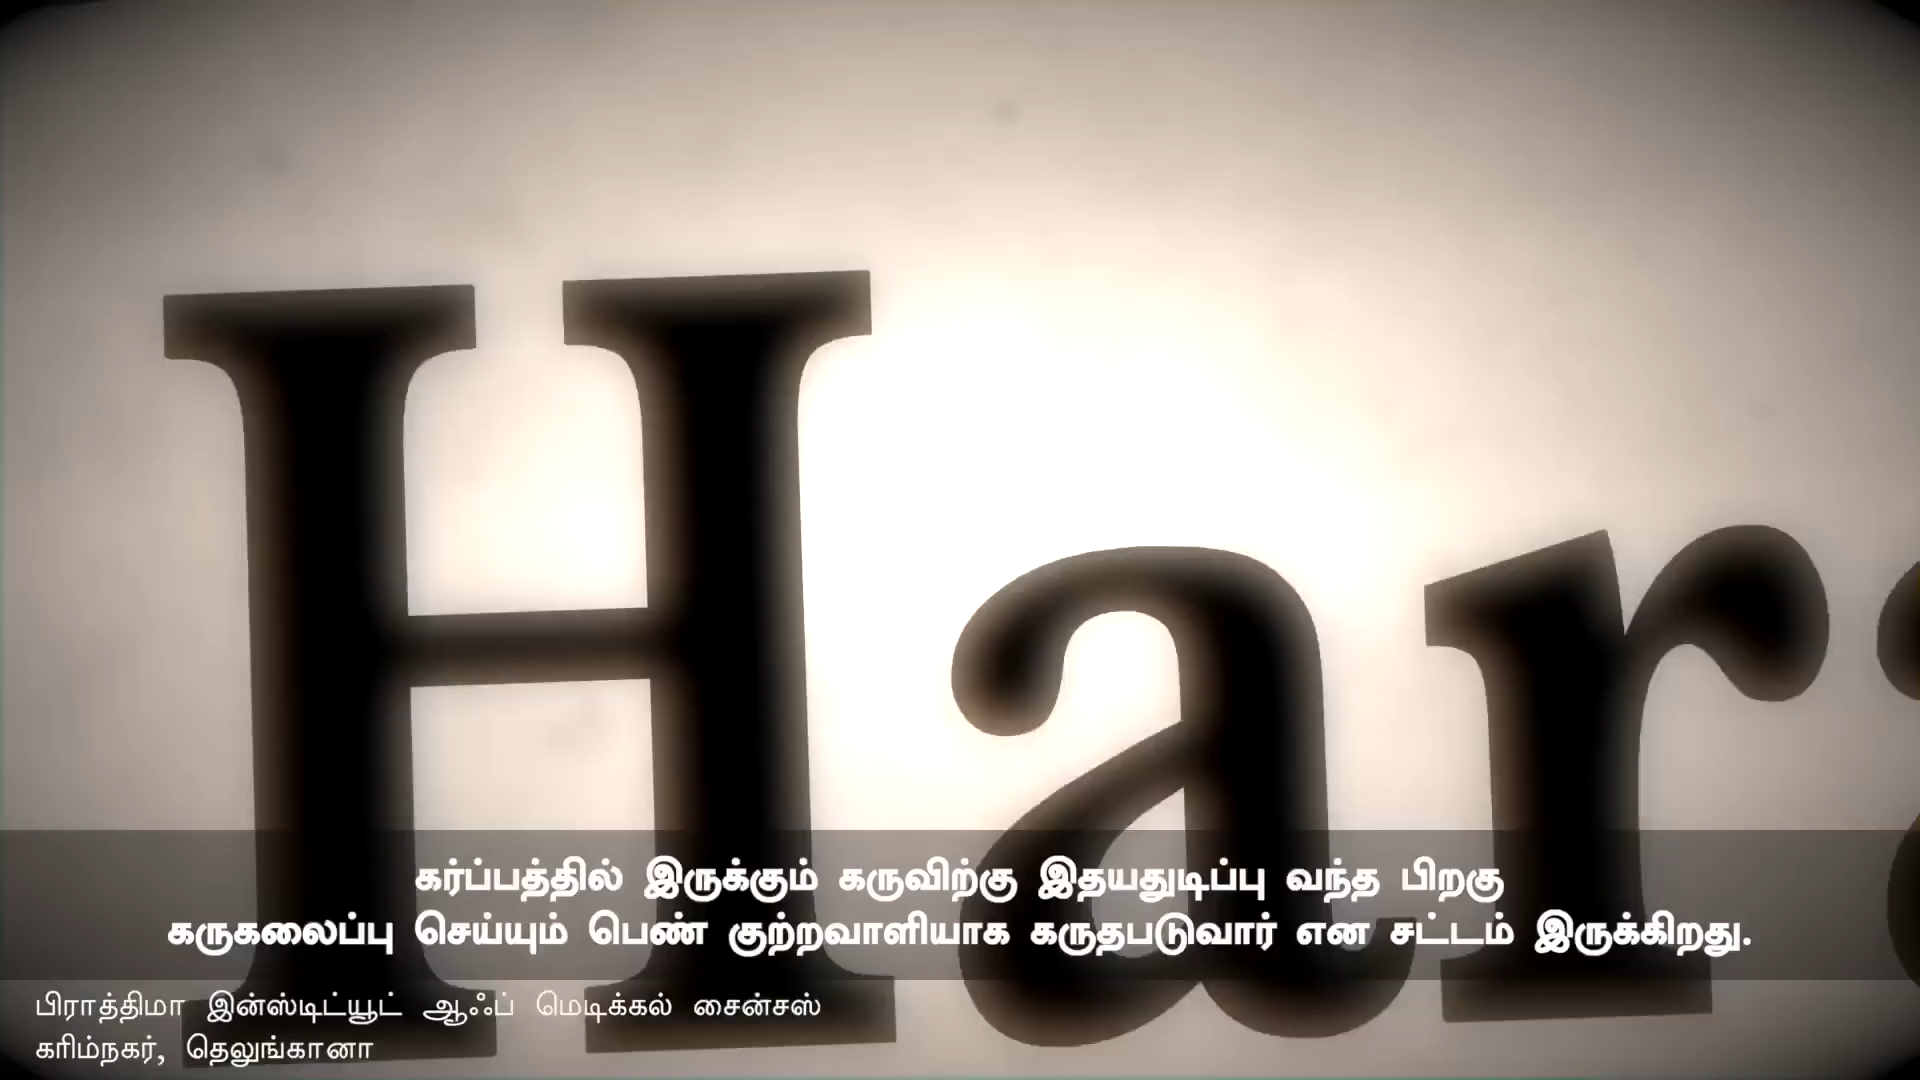 Hara
கர்ப்பத்தில் இருக்கும் கருவிற்கு இதயதுடிப்பு வந்த பிறகு
கருகலைப்பு செய்யும் பெண் குற்றவாளியாக கருதபடுவார் என சட்டம் இருக்கிறது.
பிராத்திமா இன்ஸ்டிட்யூட் ஆஃப் மெடிக்கல் சைன்சஸ்
கரிம்நகர், தெலுங்கானா